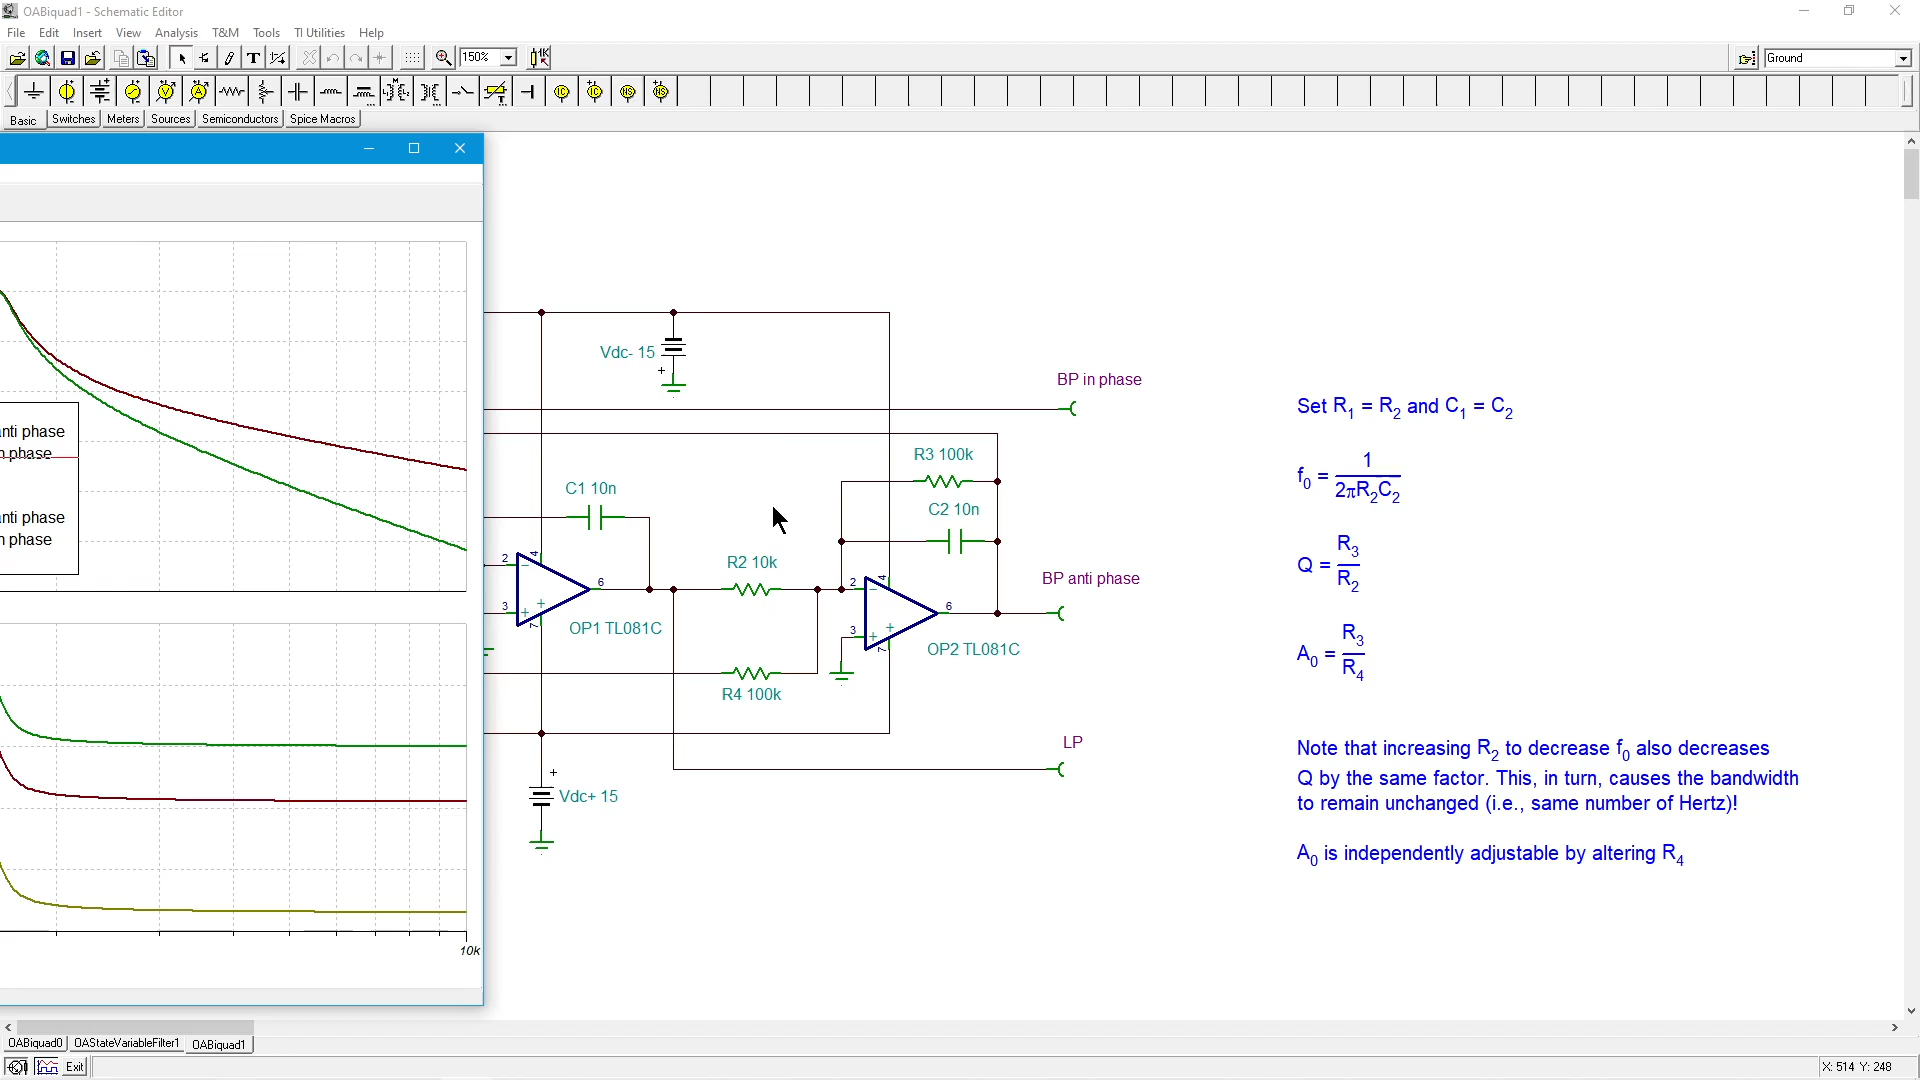 OABiquad1 - Schematic Editor
File Edit Insert View Analysis T&M Tools TI Utilities Help
150%
Ground
Basic Switches Meters Sources Semiconductors Spice Macros
Vdc- 15
+
BP in phase
Set R1 = R2 and C1 = C2
f0 = 1 / 2πR2C2
Q = R3 / R2
A0 = R3 / R4
Note that increasing R2 to decrease f0 also decreases
Q by the same factor. This, in turn, causes the bandwidth
to remain unchanged (i.e., same number of Hertz)!
A0 is independently adjustable by altering R4
nti phase
n phase
nti phase
n phase
10k
R3 100k
C1 10n
C2 10n
R2 10k
BP anti phase
2 3 4 6 7
OP1 TL081C
2 3 4 6 7
OP2 TL081C
R4 100k
LP
+
Vdc+ 15
OABiquad0 OAStateVariableFilter1 OABiquad1
Exit
X: 514 Y: 248